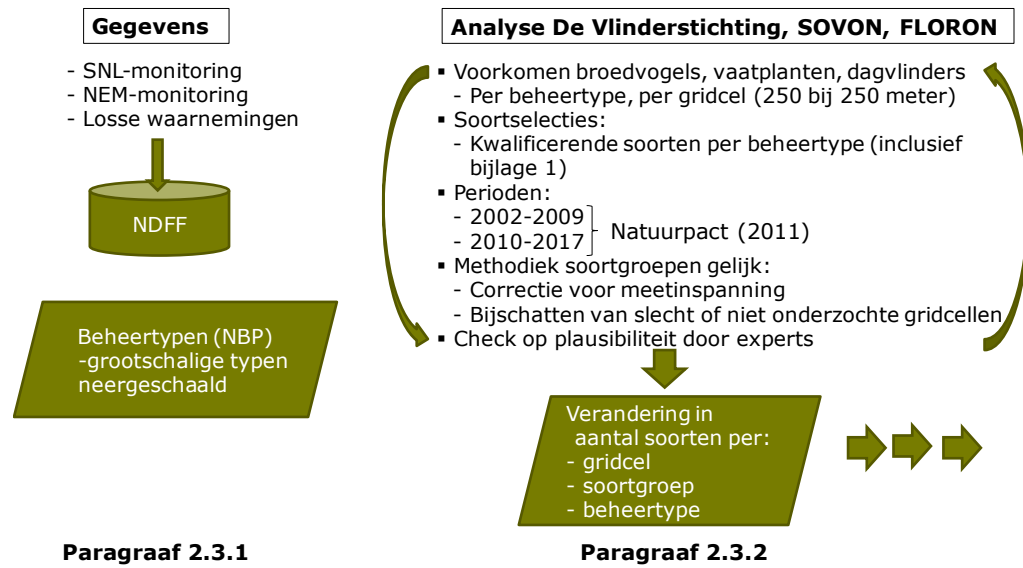 Gegevens
- SNL-monitoring
- NEM-monitoring
- Losse waarnemingen
NDFF
Beheertypen (NBP)
-grootschalige typen
neergeschaald
Paragraaf 2.3.1
Analyse De Vlinderstichting, SOVON, FLORON
▪ Voorkomen broedvogels, vaatplanten, dagvlinders
- Per beheertype, per gridcel (250 bij 250 meter)
▪ Soortselecties:
- Kwalificerende soorten per beheertype (inclusief
bijlage 1)
▪ Perioden:
- 2002-2009
- 2010-2017
Natuurpact (2011)
▪ Methodiek soortgroepen gelijk:
- Correctie voor meetinspanning
- Bijschatten van slecht of niet onderzochte gridcellen
▪ Check op plausibiliteit door experts
Verandering in
aantal soorten per:
- gridcel
- soortgroep
- beheertype
Paragraaf 2.3.2